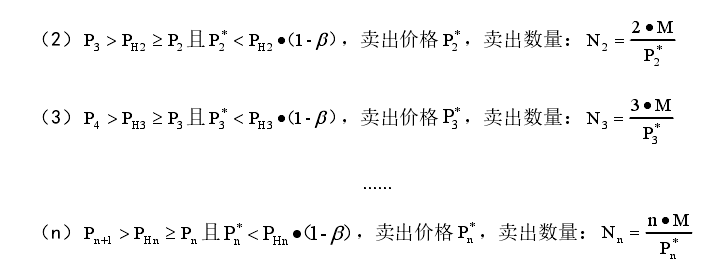 （2）P₃ > P_H2 ≥ P₂ 且 P₂* < P_H2 •(1 - β)，卖出价格 P₂*，卖出数量：N₂ = 2 • M / P₂*
（3）P₄ > P_H3 ≥ P₃ 且 P₃* < P_H3 •(1 - β)，卖出价格 P₃*，卖出数量：N₃ = 3 • M / P₃*
……
（n）P_n+1 > P_Hn ≥ P_n 且 P_n* < P_Hn •(1 - β)，卖出价格 P_n*，卖出数量：N_n = n • M / P_n*